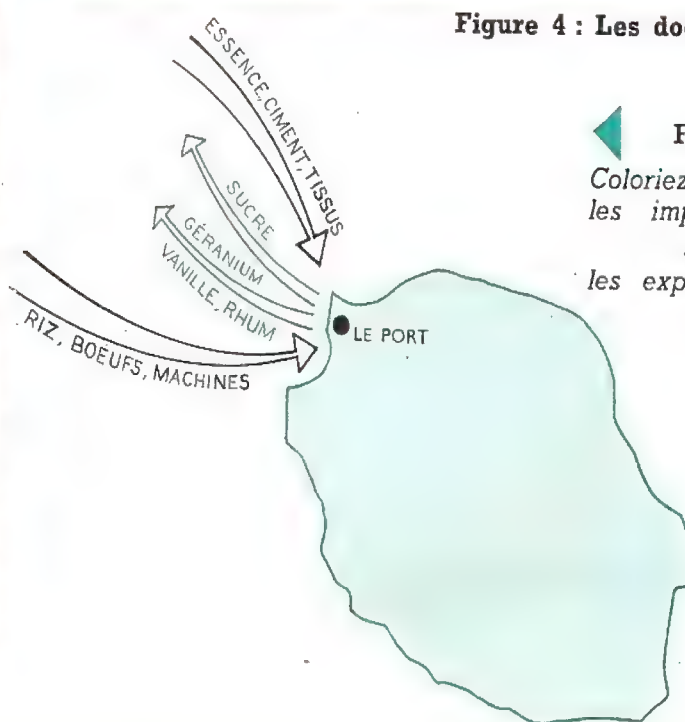 Figure 4 : Les do
F
Coloriez
les imp
les exp
ESSENCE, CIMENT, TISSUS
SUCRE
GÉRANIUM
VANILLE, RHUM
RIZ, BOEUFS, MACHINES
LE PORT